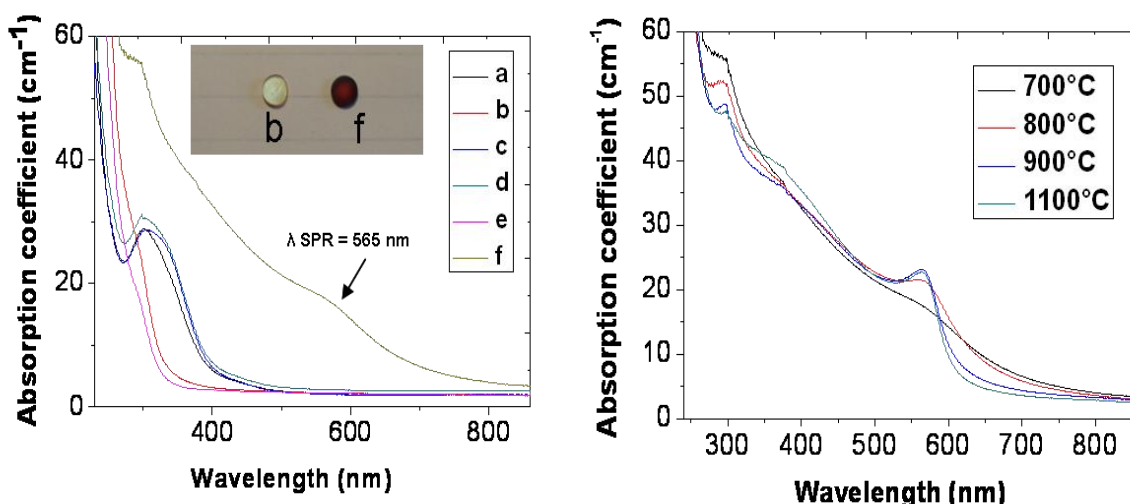 Absorption coefficient (cm⁻¹)
60
40
20
0
400
600
800
Wavelength (nm)
b
f
λ SPR = 565 nm
a
b
c
d
e
f
Absorption coefficient (cm⁻¹)
60
50
40
30
20
10
0
300
400
500
600
700
800
Wavelength (nm)
700°C
800°C
900°C
1100°C